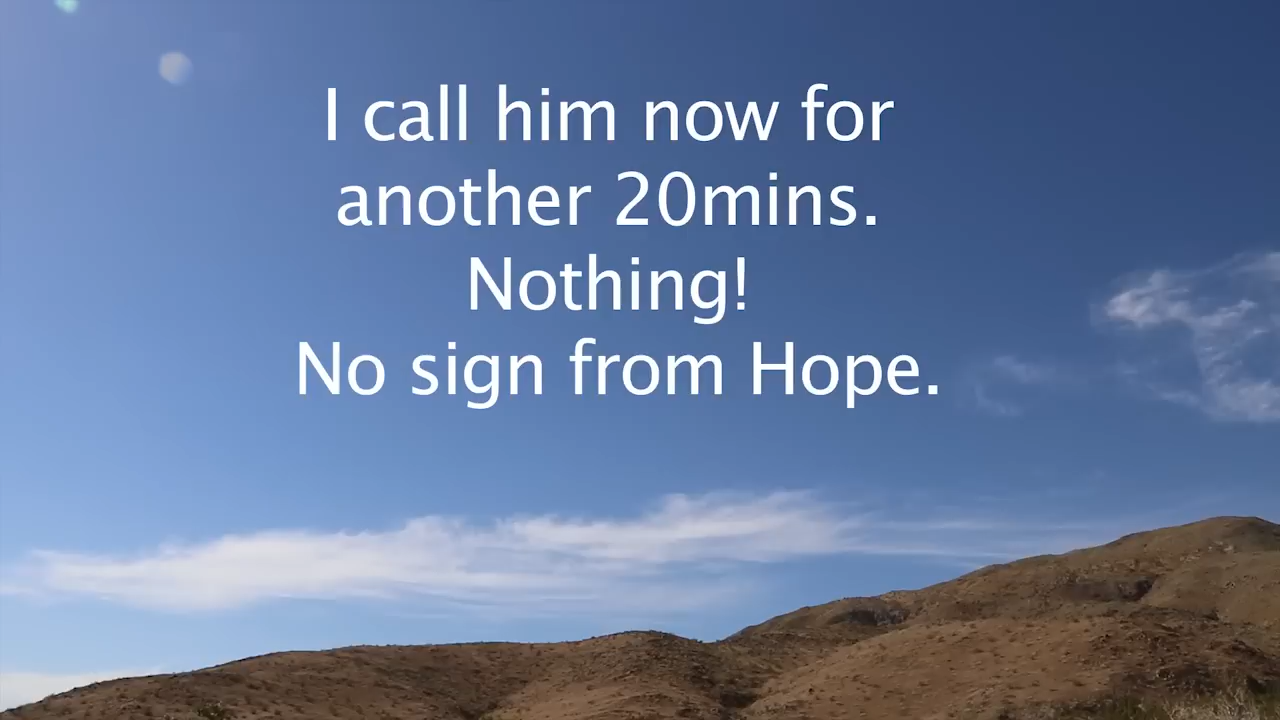 I call him now for
another 20mins.
Nothing!
No sign from Hope.